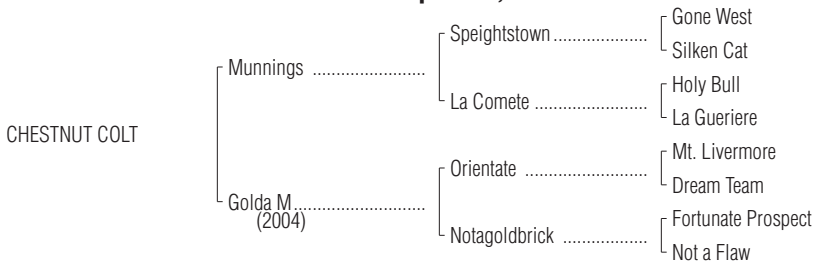 Gone West
Speightstown
Silken Cat
Munnings
Holy Bull
La Comete
La Gueriere
CHESTNUT COLT
Mt. Livermore
Orientate
Dream Team
Golda M
(2004)
Fortunate Prospect
Notagoldbrick
Not a Flaw